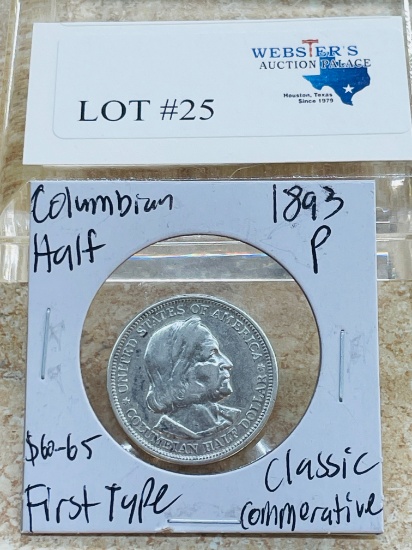 WEBSTER'S
AUCTION PALACE
Houston, Texas
Since 1979
LOT #25
Columbian
Half
1893
P
UNITED STATES OF AMERICA
COLUMBIAN HALF DOLLAR
$60-65
First Type
Classic
Commerative